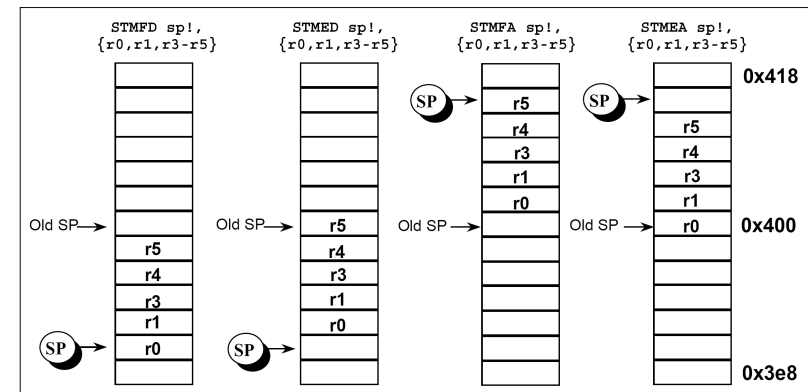 STMFD sp!, {r0,r1,r3-r5}
STMED sp!, {r0,r1,r3-r5}
STMFA sp!, {r0,r1,r3-r5}
STMEA sp!, {r0,r1,r3-r5}
0x418
SP r5
SP
r4 r5
r3 r4
r1 r3
r0 r1
Old SP
Old SP r5
Old SP
Old SP r0 0x400
r5 r4
r4 r3
r3 r1
r1 r0
SP r0
SP
0x3e8